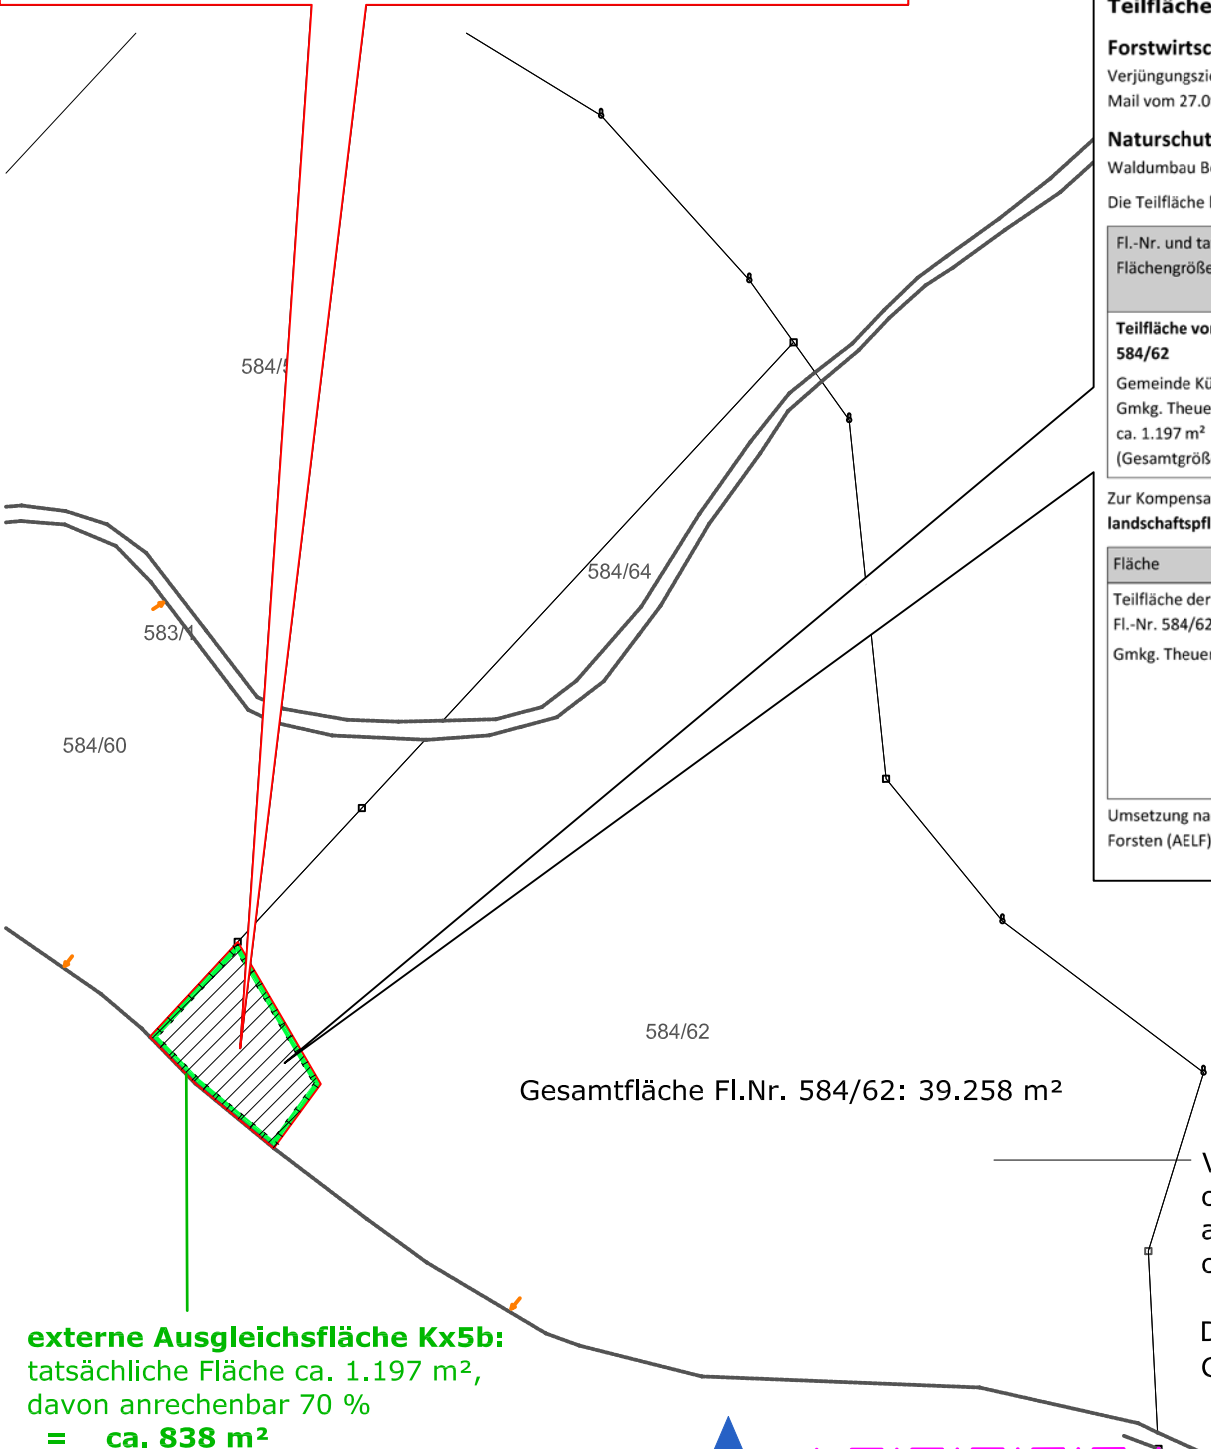 Teilfläche
Forstwirtsc
Verjüngungszi
Mail vom 27.0
Naturschut
Waldumbau B
Die Teilfläche
Fl.-Nr. und ta
Flächengröße
Teilfläche vo
584/62
Gemeinde Kü
Gmkg. Theue
ca. 1.197 m²
(Gesamtgröß
Zur Kompensa
landschaftspfl
Fläche
Teilfläche der
Fl.-Nr. 584/62
Gmkg. Theue
Umsetzung na
Forsten (AELF)
584/
584/64
583/1
584/60
584/62
Gesamtfläche Fl.Nr. 584/62: 39.258 m²
externe Ausgleichsfläche Kx5b:
tatsächliche Fläche ca. 1.197 m²,
davon anrechenbar 70 %
= ca. 838 m²